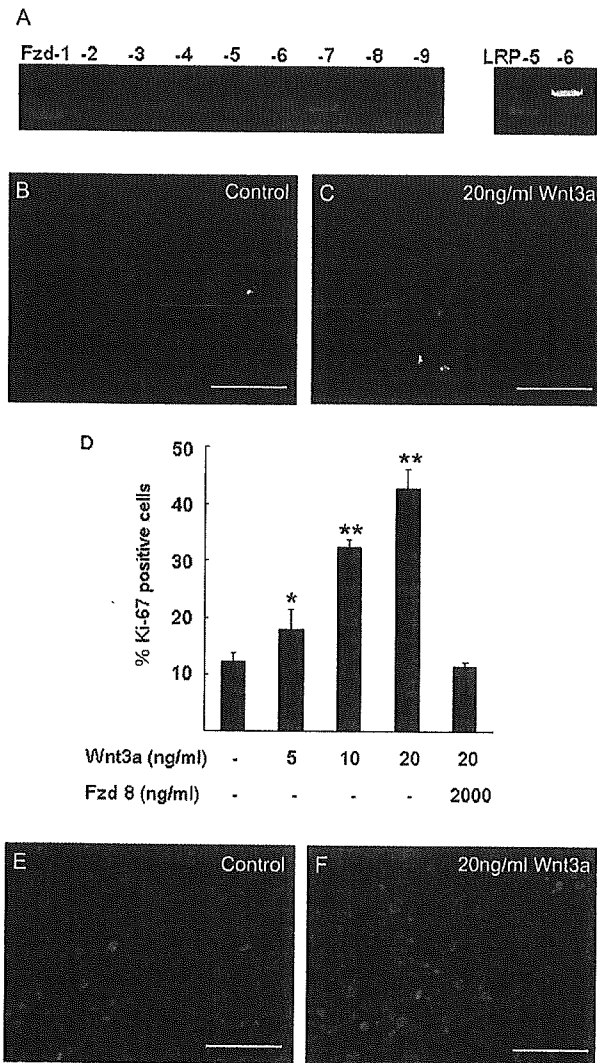 A
Fzd-1 -2 -3 -4 -5 -6 -7 -8 -9 LRP-5 -6
B Control
C 20ng/ml Wnt3a
D
% Ki-67 positive cells
50
40
30
20
10
* ** **
Wnt3a (ng/ml) - 5 10 20 20
Fzd 8 (ng/ml) - - - - 2000
E Control
F 20ng/ml Wnt3a